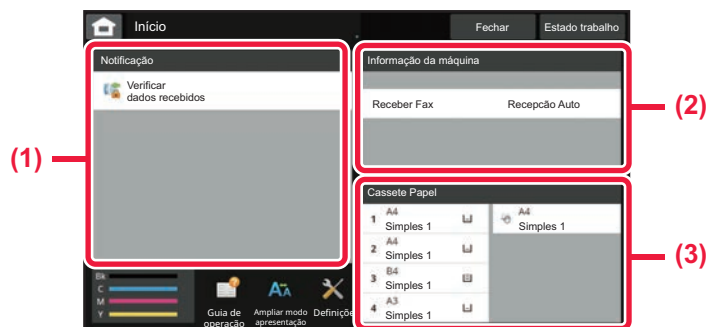 Início
Fechar
Estado trabalho
Notificação
Verificar
dados recebidos
(1)
Informação da máquina
Receber Fax
Recepcão Auto
(2)
Cassete Papel
1 A4
Simples 1
2 A4
Simples 1
3 B4
Simples 1
4 A3
Simples 1
A4
Simples 1
(3)
Bk
C
M
Y
Guia de
operação
Ampliar modo
apresentação
Definiçõe